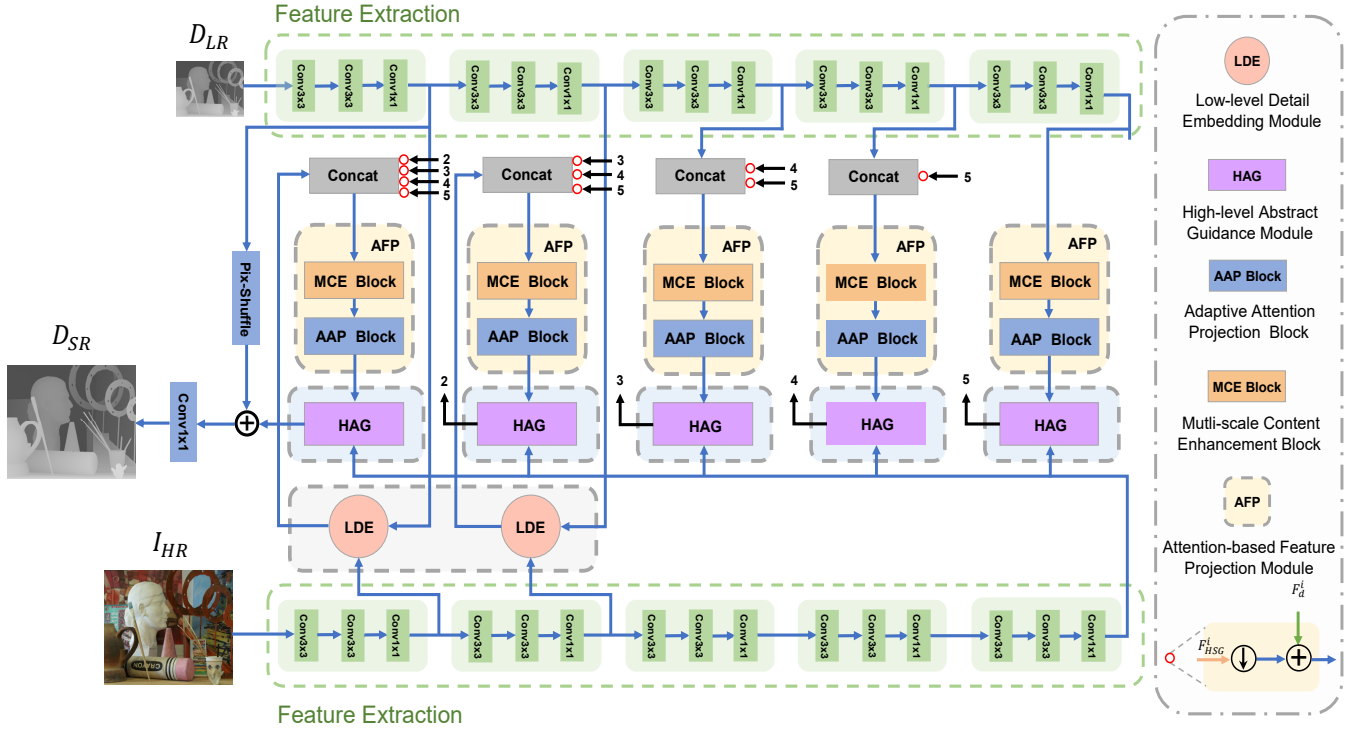 Feature Extraction
D_LR
Conv3x3 Conv3x3 Conv1x1 Conv3x3 Conv3x3 Conv1x1 Conv3x3 Conv3x3 Conv1x1 Conv3x3 Conv3x3 Conv1x1 Conv3x3 Conv3x3 Conv1x1
Concat 2 3 4 5
Concat 3 4 5
Concat 4 5
Concat 5
AFP AFP AFP AFP AFP
MCE Block MCE Block MCE Block MCE Block MCE Block
AAP Block AAP Block AAP Block AAP Block AAP Block
Pix-Shuffle
D_SR
Conv1x1
2 3 4 5
HAG HAG HAG HAG HAG
LDE LDE
I_HR
CRAYON
Conv3x3 Conv3x3 Conv1x1 Conv3x3 Conv3x3 Conv1x1 Conv3x3 Conv3x3 Conv1x1 Conv3x3 Conv3x3 Conv1x1 Conv3x3 Conv3x3 Conv1x1
Feature Extraction
LDE
Low-level Detail
Embedding Module
HAG
High-level Abstract
Guidance Module
AAP Block
Adaptive Attention
Projection Block
MCE Block
Mutli-scale Content
Enhancement Block
AFP
Attention-based Feature
Projection Module
F_d^i
F_HSG^i